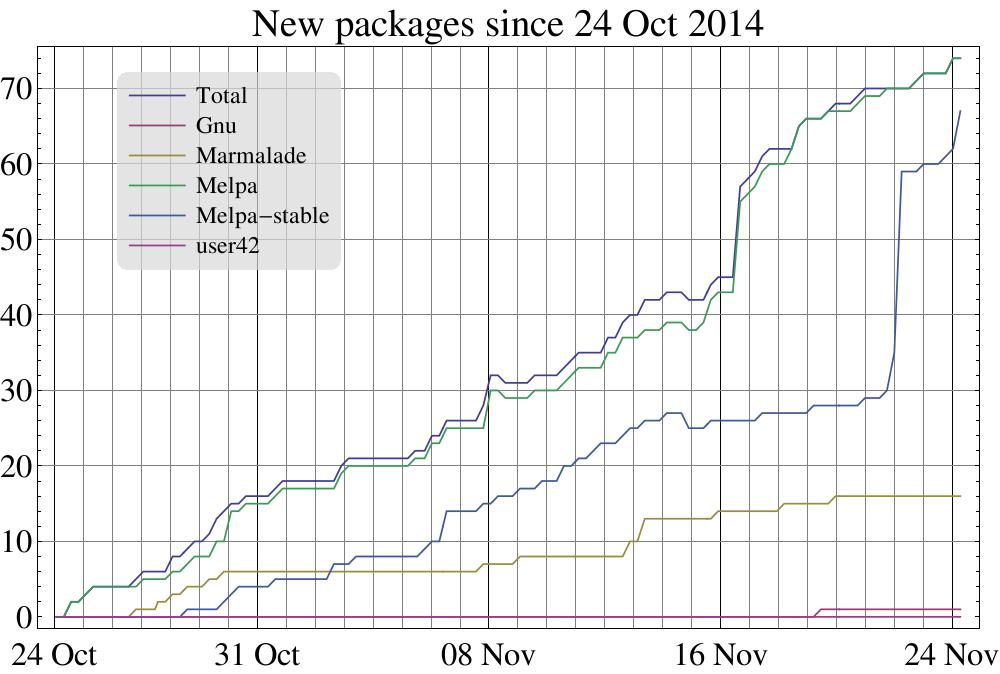 New packages since 24 Oct 2014
70
60
50
40
30
20
10
0
Total
Gnu
Marmalade
Melpa
Melpa−stable
user42
24 Oct 31 Oct 08 Nov 16 Nov 24 Nov